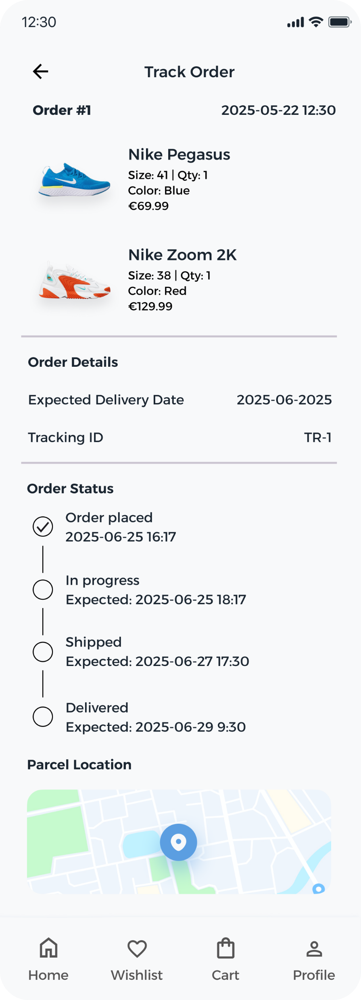 12:30
Track Order
Order #1 2025-05-22 12:30
Nike Pegasus
Size: 41 | Qty: 1
Color: Blue
€69.99
Nike Zoom 2K
Size: 38 | Qty: 1
Color: Red
€129.99
Order Details
Expected Delivery Date 2025-06-2025
Tracking ID TR-1
Order Status
Order placed
2025-06-25 16:17
In progress
Expected: 2025-06-25 18:17
Shipped
Expected: 2025-06-27 17:30
Delivered
Expected: 2025-06-29 9:30
Parcel Location
Home Wishlist Cart Profile